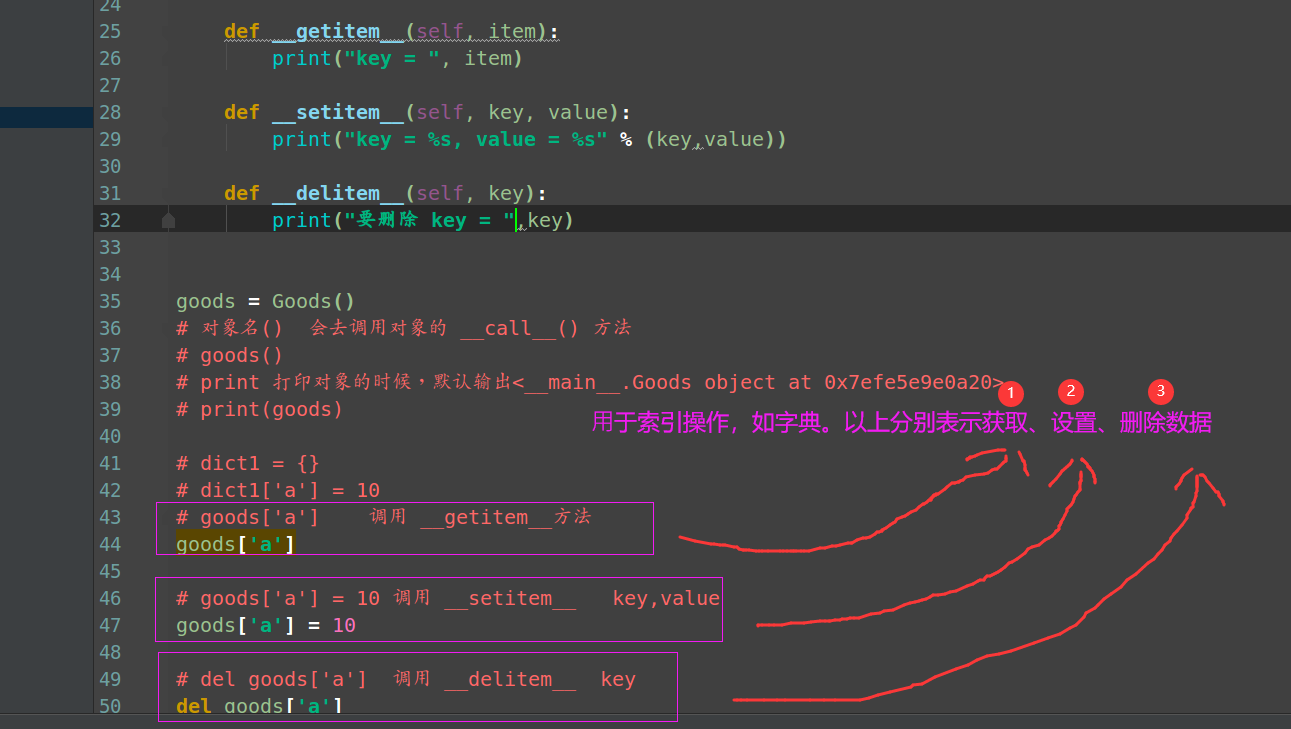 24
25 def __getitem__(self, item):
26 print("key = ", item)
27
28 def __setitem__(self, key, value):
29 print("key = %s, value = %s" % (key,value))
30
31 def __delitem__(self, key):
32 print("要删除 key = ",key)
33
34
35 goods = Goods()
36 # 对象名() 会去调用对象的 __call__() 方法
37 # goods()
38 # print 打印对象的时候，默认输出<__main__.Goods object at 0x7efe5e9e0a20>
39 # print(goods)
1 2 3
用于索引操作，如字典。以上分别表示获取、设置、删除数据
40
41 # dict1 = {}
42 # dict1['a'] = 10
43 # goods['a'] 调用 __getitem__方法
44 goods['a']
45
46 # goods['a'] = 10 调用 __setitem__ key,value
47 goods['a'] = 10
48
49 # del goods['a'] 调用 __delitem__ key
50 del goods['a']